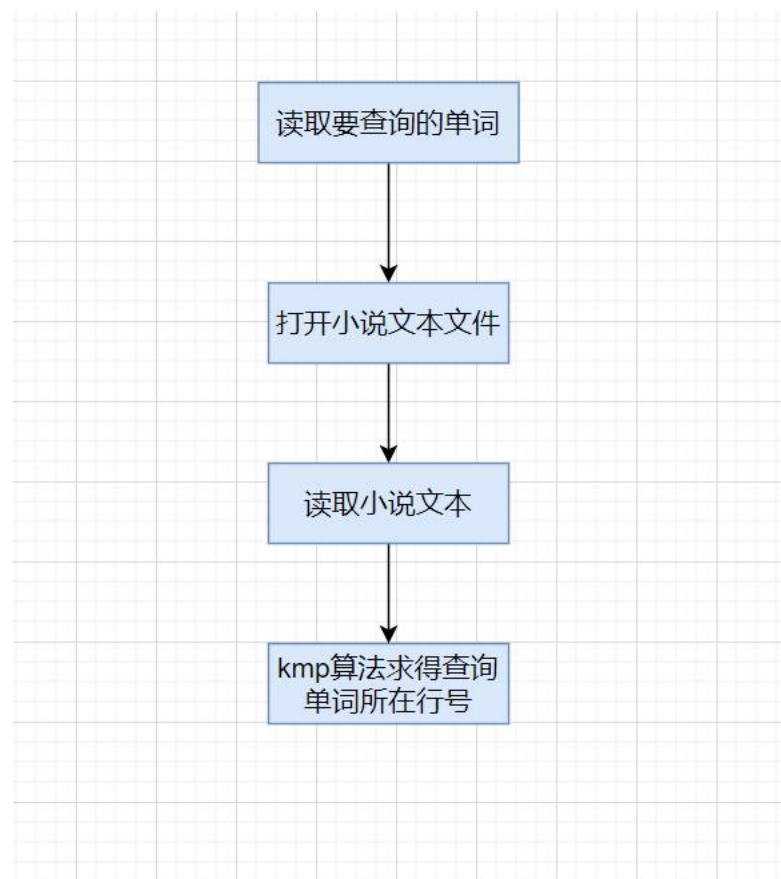 读取要查询的单词
打开小说文本文件
读取小说文本
kmp算法求得查询
单词所在行号